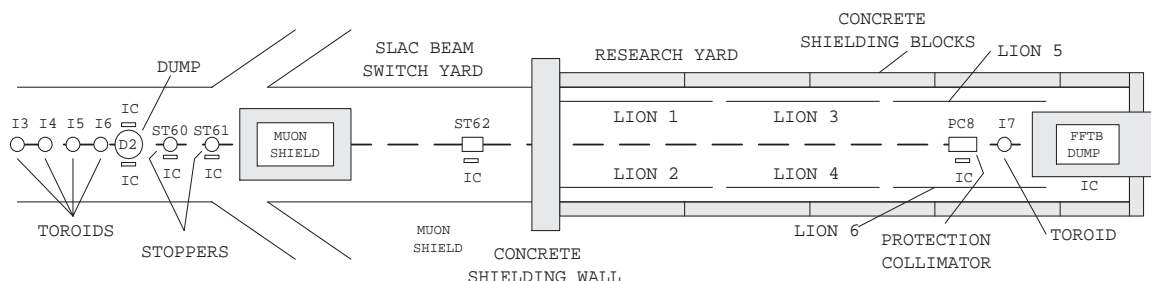 CONCRETE
SHIELDING BLOCKS
LION 5
SLAC BEAM
SWITCH YARD
RESEARCH YARD
DUMP
IC
IC
LION 1
LION 3
I3
I4
I5
I6
D2
ST60
ST61
MUON
SHIELD
ST62
PC8
I7
FFTB
DUMP
IC
IC
IC
IC
IC
IC
LION 2
LION 4
TOROIDS
STOPPERS
MUON
SHIELD
CONCRETE
SHIELDING WALL
LION 6
PROTECTION
COLLIMATOR
TOROID